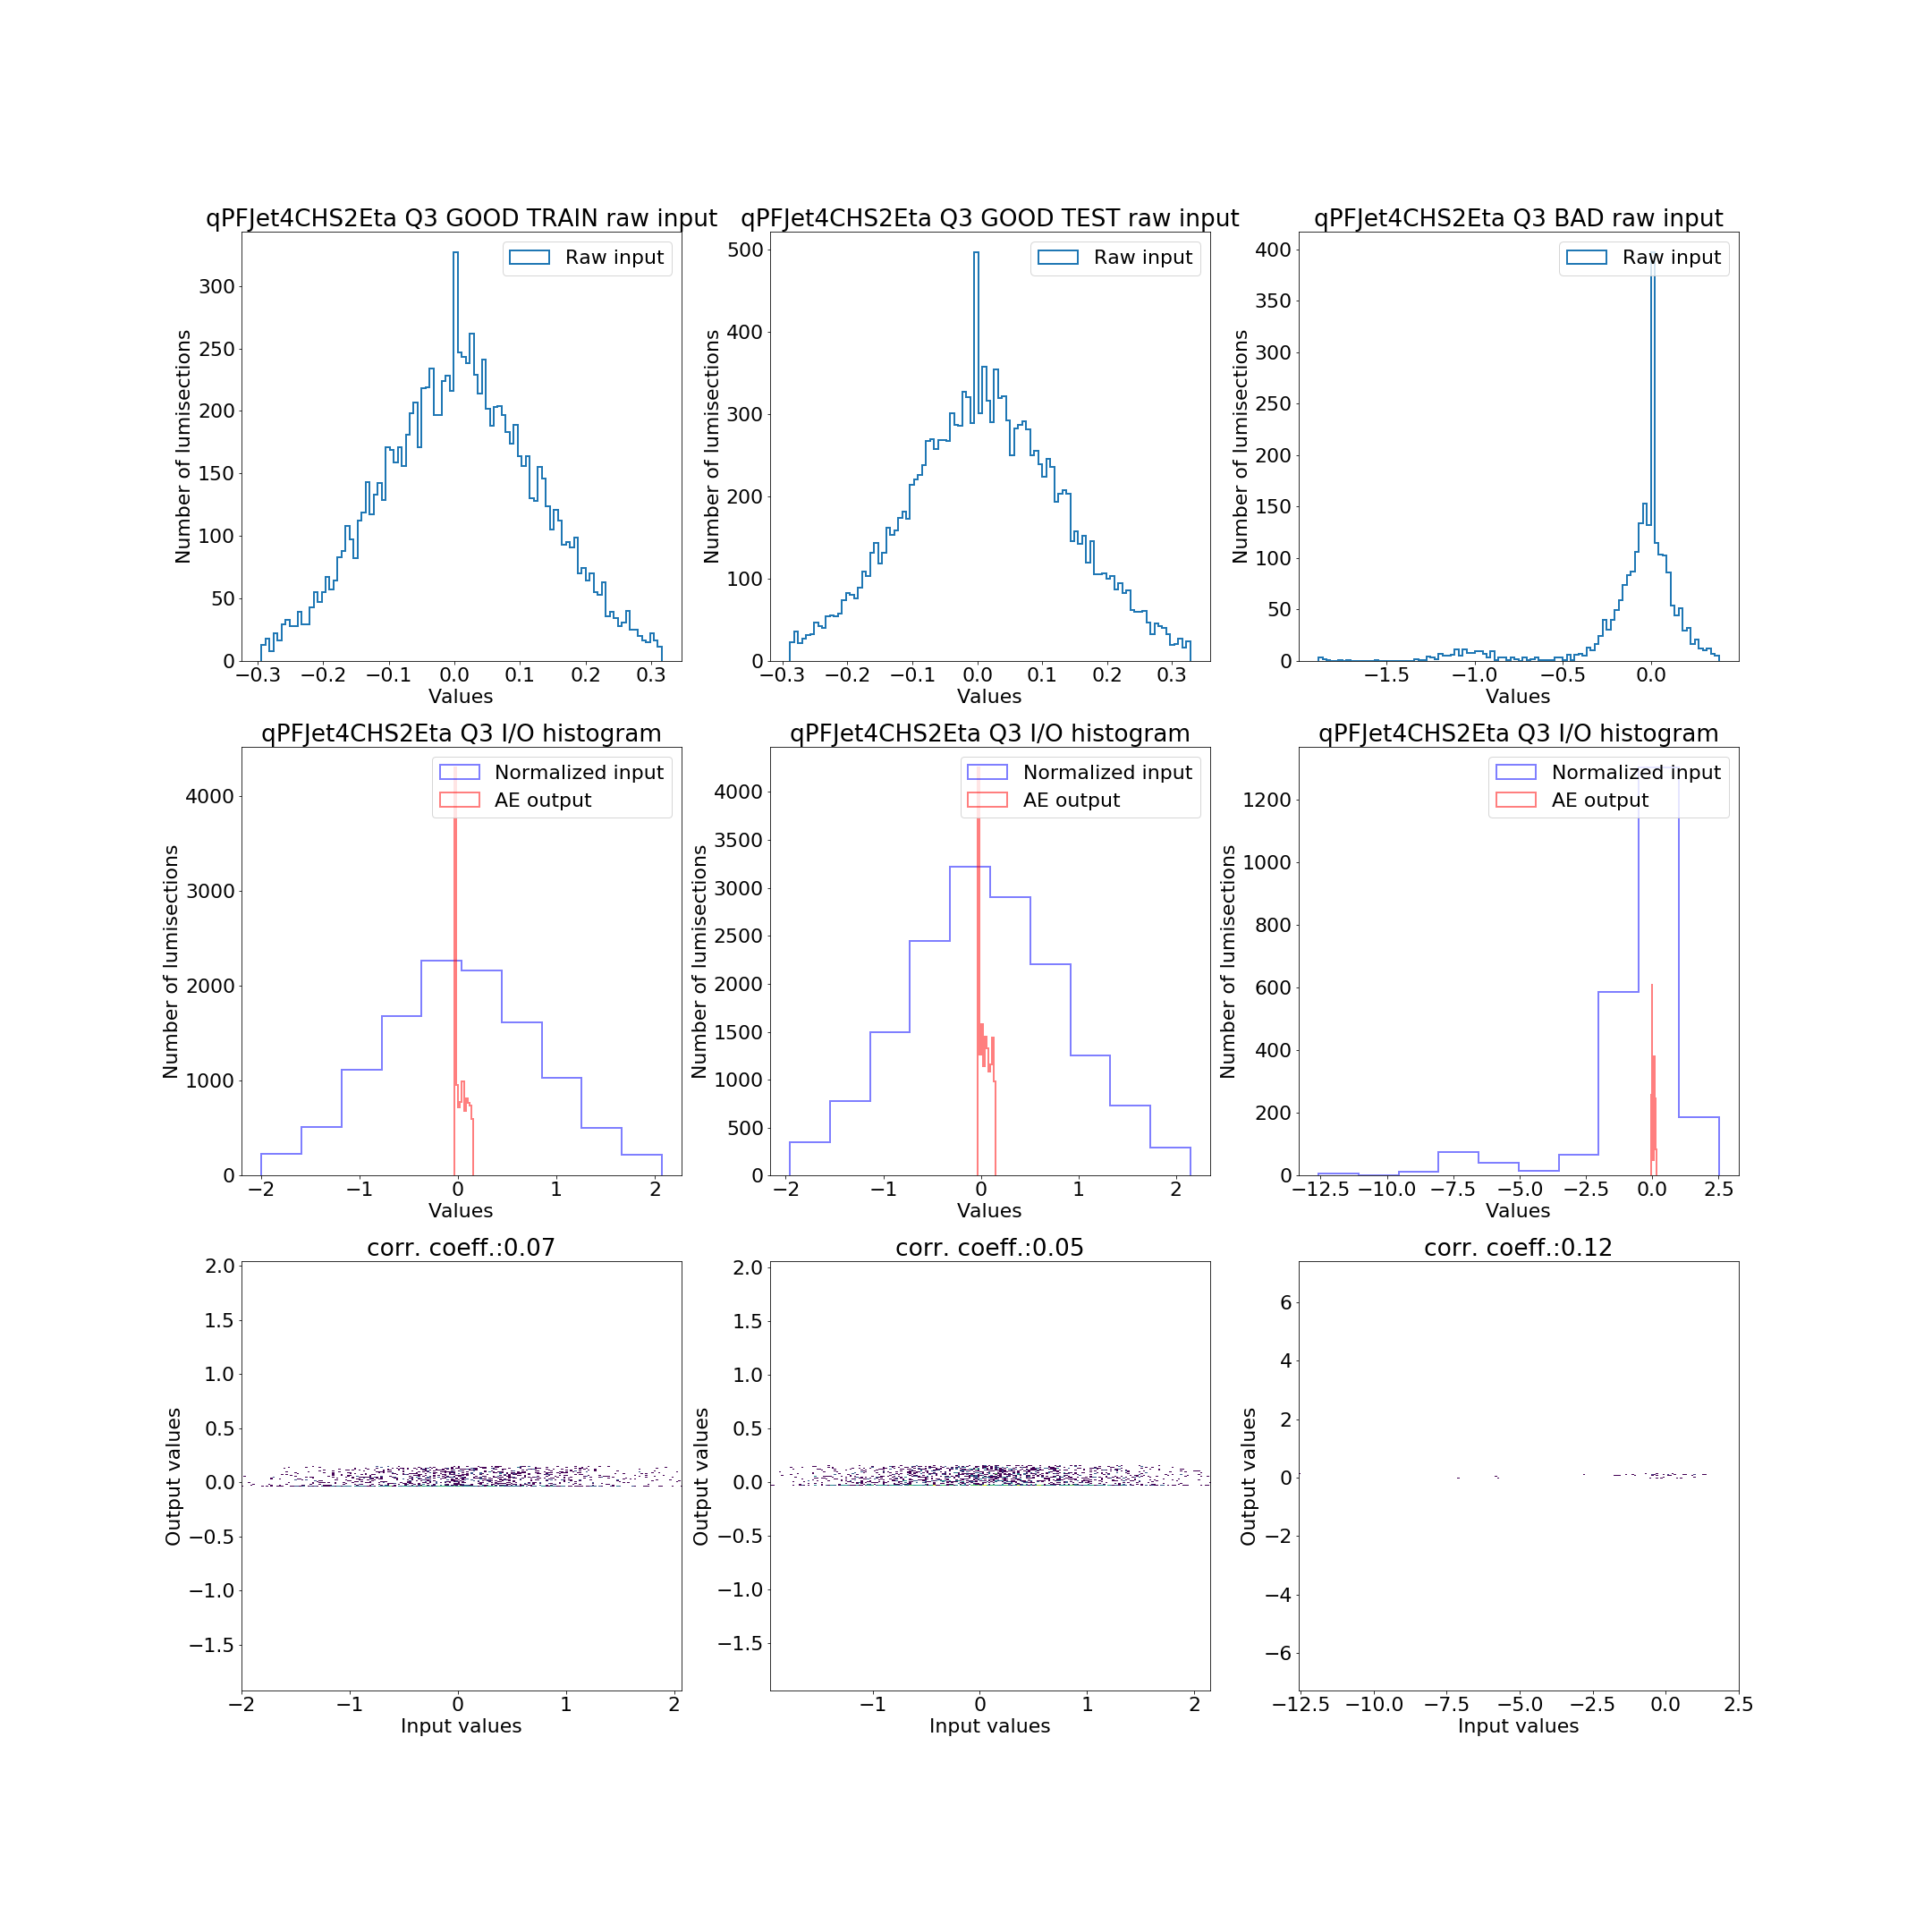 qPFJet4CHS2Eta Q3 GOOD TRAIN raw input
Raw input
Number of lumisections
0
50
100
150
200
250
300
−0.3 −0.2 −0.1 0.0 0.1 0.2 0.3
Values
qPFJet4CHS2Eta Q3 GOOD TEST raw input
Raw input
Number of lumisections
0
100
200
300
400
500
−0.3 −0.2 −0.1 0.0 0.1 0.2 0.3
Values
qPFJet4CHS2Eta Q3 BAD raw input
Raw input
Number of lumisections
0
50
100
150
200
250
300
350
400
−1.5 −1.0 −0.5 0.0
Values
qPFJet4CHS2Eta Q3 I/O histogram
Normalized input
AE output
Number of lumisections
0
1000
2000
3000
4000
−2 −1 0 1 2
Values
qPFJet4CHS2Eta Q3 I/O histogram
Normalized input
AE output
Number of lumisections
0
500
1000
1500
2000
2500
3000
3500
4000
−2 −1 0 1 2
Values
qPFJet4CHS2Eta Q3 I/O histogram
Normalized input
AE output
Number of lumisections
0
200
400
600
800
1000
1200
−12.5 −10.0 −7.5 −5.0 −2.5 0.0 2.5
Values
corr. coeff.:0.07
Output values
2.0
1.5
1.0
0.5
0.0
−0.5
−1.0
−1.5
−2 −1 0 1 2
Input values
corr. coeff.:0.05
Output values
2.0
1.5
1.0
0.5
0.0
−0.5
−1.0
−1.5
−1 0 1 2
Input values
corr. coeff.:0.12
Output values
6
4
2
0
−2
−4
−6
−12.5 −10.0 −7.5 −5.0 −2.5 0.0 2.5
Input values